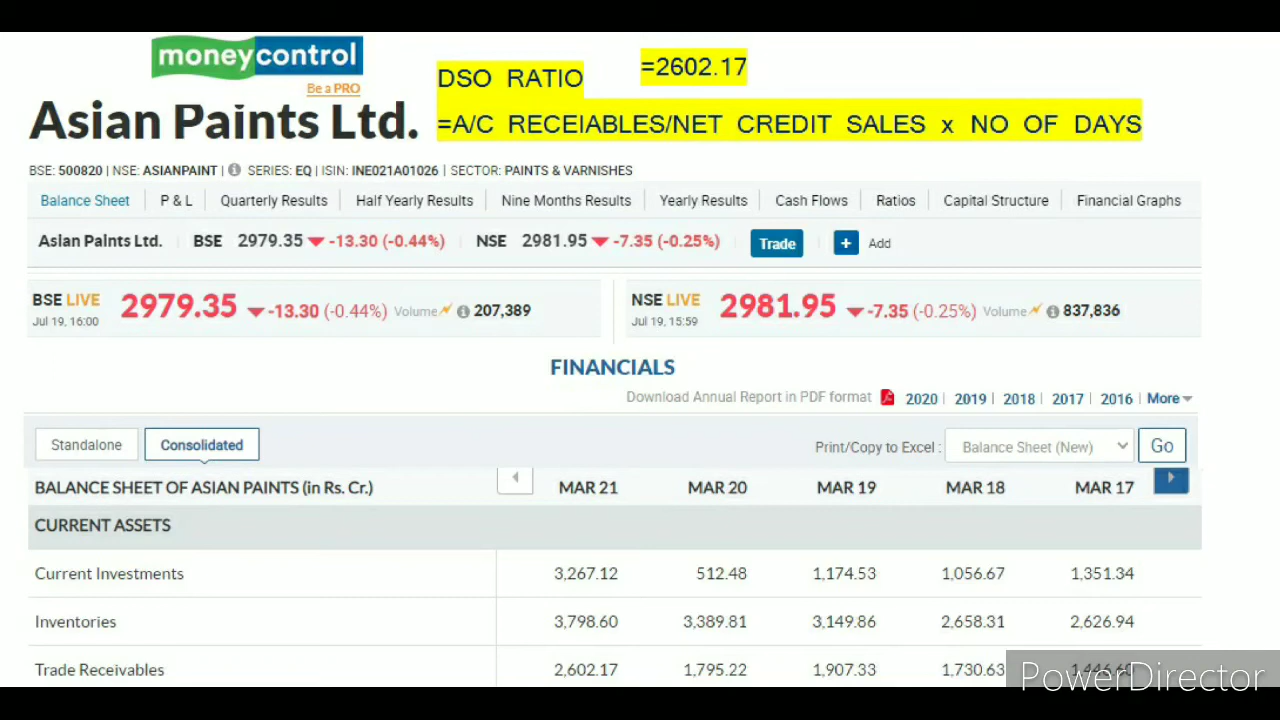 moneycontrol
Be a PRO
DSO RATIO =2602.17
=A/C RECEIABLES/NET CREDIT SALES x NO OF DAYS
Asian Paints Ltd.
BSE: 500820 | NSE: ASIANPAINT | SERIES: EQ | ISIN: INE021A01026 | SECTOR: PAINTS & VARNISHES
Balance Sheet | P & L | Quarterly Results | Half Yearly Results | Nine Months Results | Yearly Results | Cash Flows | Ratios | Capital Structure | Financial Graphs
Asian Paints Ltd. BSE 2979.35 ▼ -13.30 (-0.44%) NSE 2981.95 ▼ -7.35 (-0.25%) Trade + Add
BSE LIVE 2979.35 ▼ -13.30 (-0.44%) Volume 207,389
Jul 19, 16:00
NSE LIVE 2981.95 ▼ -7.35 (-0.25%) Volume 837,836
Jul 19, 15:59
FINANCIALS
Download Annual Report in PDF format 2020 | 2019 | 2018 | 2017 | 2016 | More
Standalone Consolidated Print/Copy to Excel : Balance Sheet (New) Go
BALANCE SHEET OF ASIAN PAINTS (in Rs. Cr.) MAR 21 MAR 20 MAR 19 MAR 18 MAR 17
CURRENT ASSETS
Current Investments 3,267.12 512.48 1,174.53 1,056.67 1,351.34
Inventories 3,798.60 3,389.81 3,149.86 2,658.31 2,626.94
Trade Receivables 2,602.17 1,795.22 1,907.33 1,730.63
PowerDirector